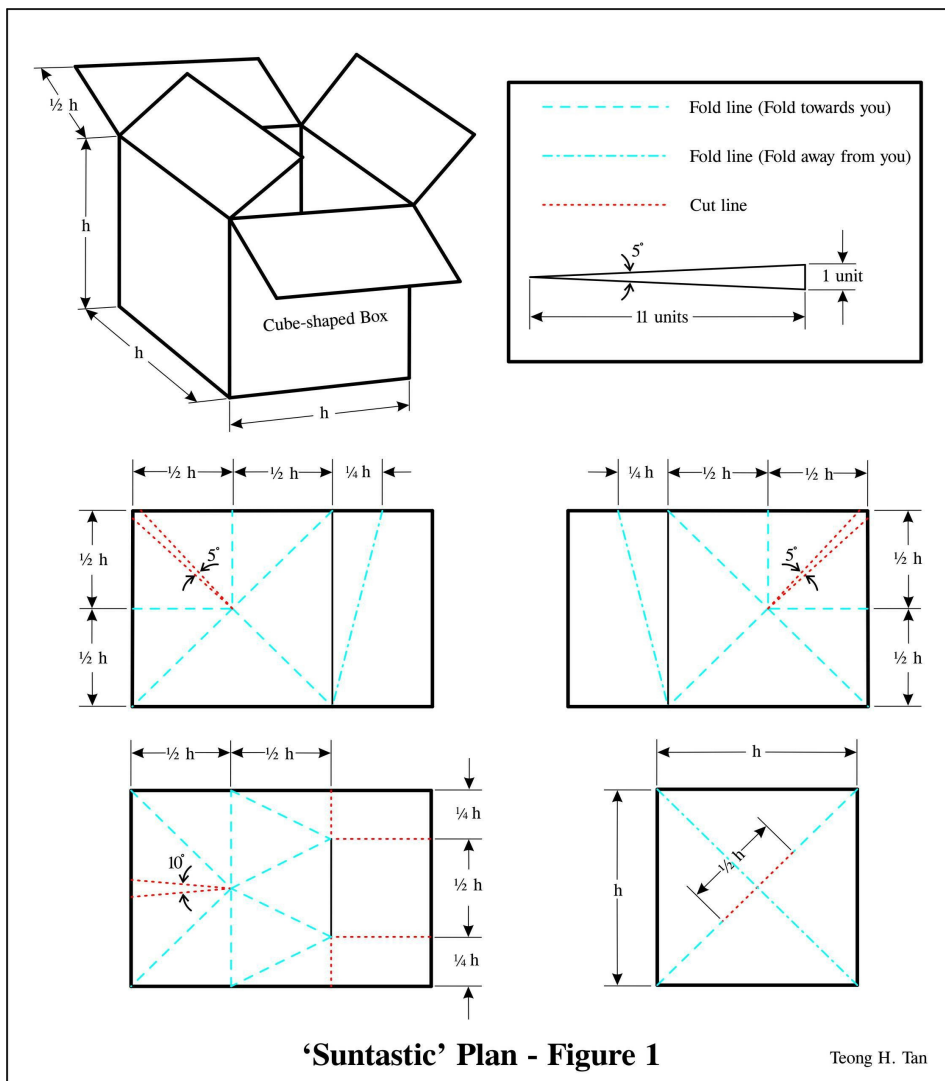 ½ h
h
h
h
Cube-shaped Box
Fold line (Fold towards you)
Fold line (Fold away from you)
Cut line
5°
1 unit
11 units
½ h
½ h
¼ h
½ h
½ h
5°
¼ h
½ h
½ h
5°
½ h
½ h
½ h
½ h
10°
¼ h
½ h
¼ h
h
h
½ h
‘Suntastic’ Plan - Figure 1
Teong H. Tan